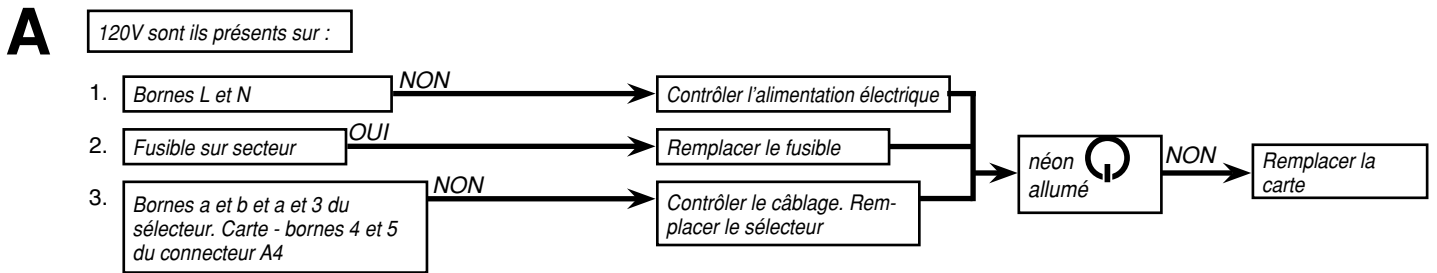 A
120V sont ils présents sur :
1. Bornes L et N
NON
Contrôler l'alimentation électrique
2. Fusible sur secteur
OUI
Remplacer le fusible
3. Bornes a et b et a et 3 du
sélecteur. Carte - bornes 4 et 5
du connecteur A4
NON
Contrôler le câblage. Rem-
placer le sélecteur
néon
allumé
NON
Remplacer la
carte